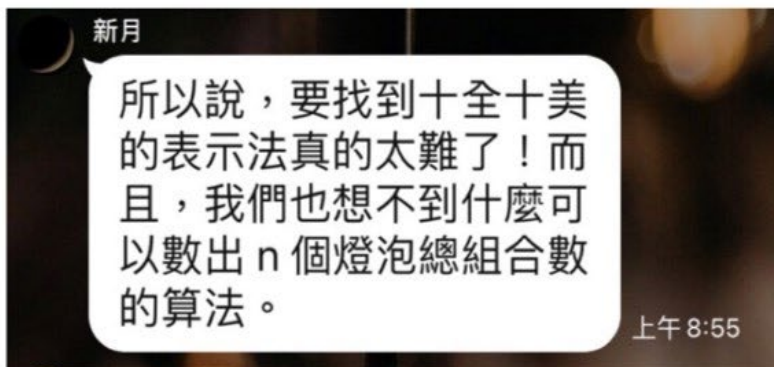 新月
所以說，要找到十全十美
的表示法真的太難了！而
且，我們也想不到什麼可
以數出 n 個燈泡總組合數
的算法。
上午 8:55